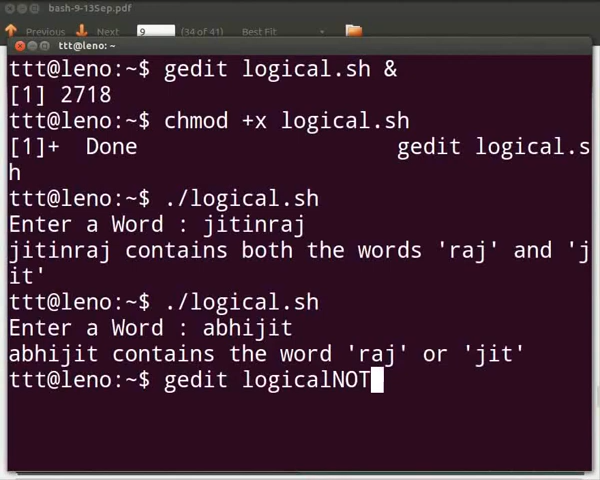 bash-9-13Sep.pdf
Previous Next 9 (34 of 41) Best Fit
ttt@leno: ~
ttt@leno:~$ gedit logical.sh &
[1] 2718
ttt@leno:~$ chmod +x logical.sh
[1]+  Done                    gedit logical.s
h
ttt@leno:~$ ./logical.sh
Enter a Word : jitinraj
jitinraj contains both the words 'raj' and 'j
it'
ttt@leno:~$ ./logical.sh
Enter a Word : abhijit
abhijit contains the word 'raj' or 'jit'
ttt@leno:~$ gedit logicalNOT